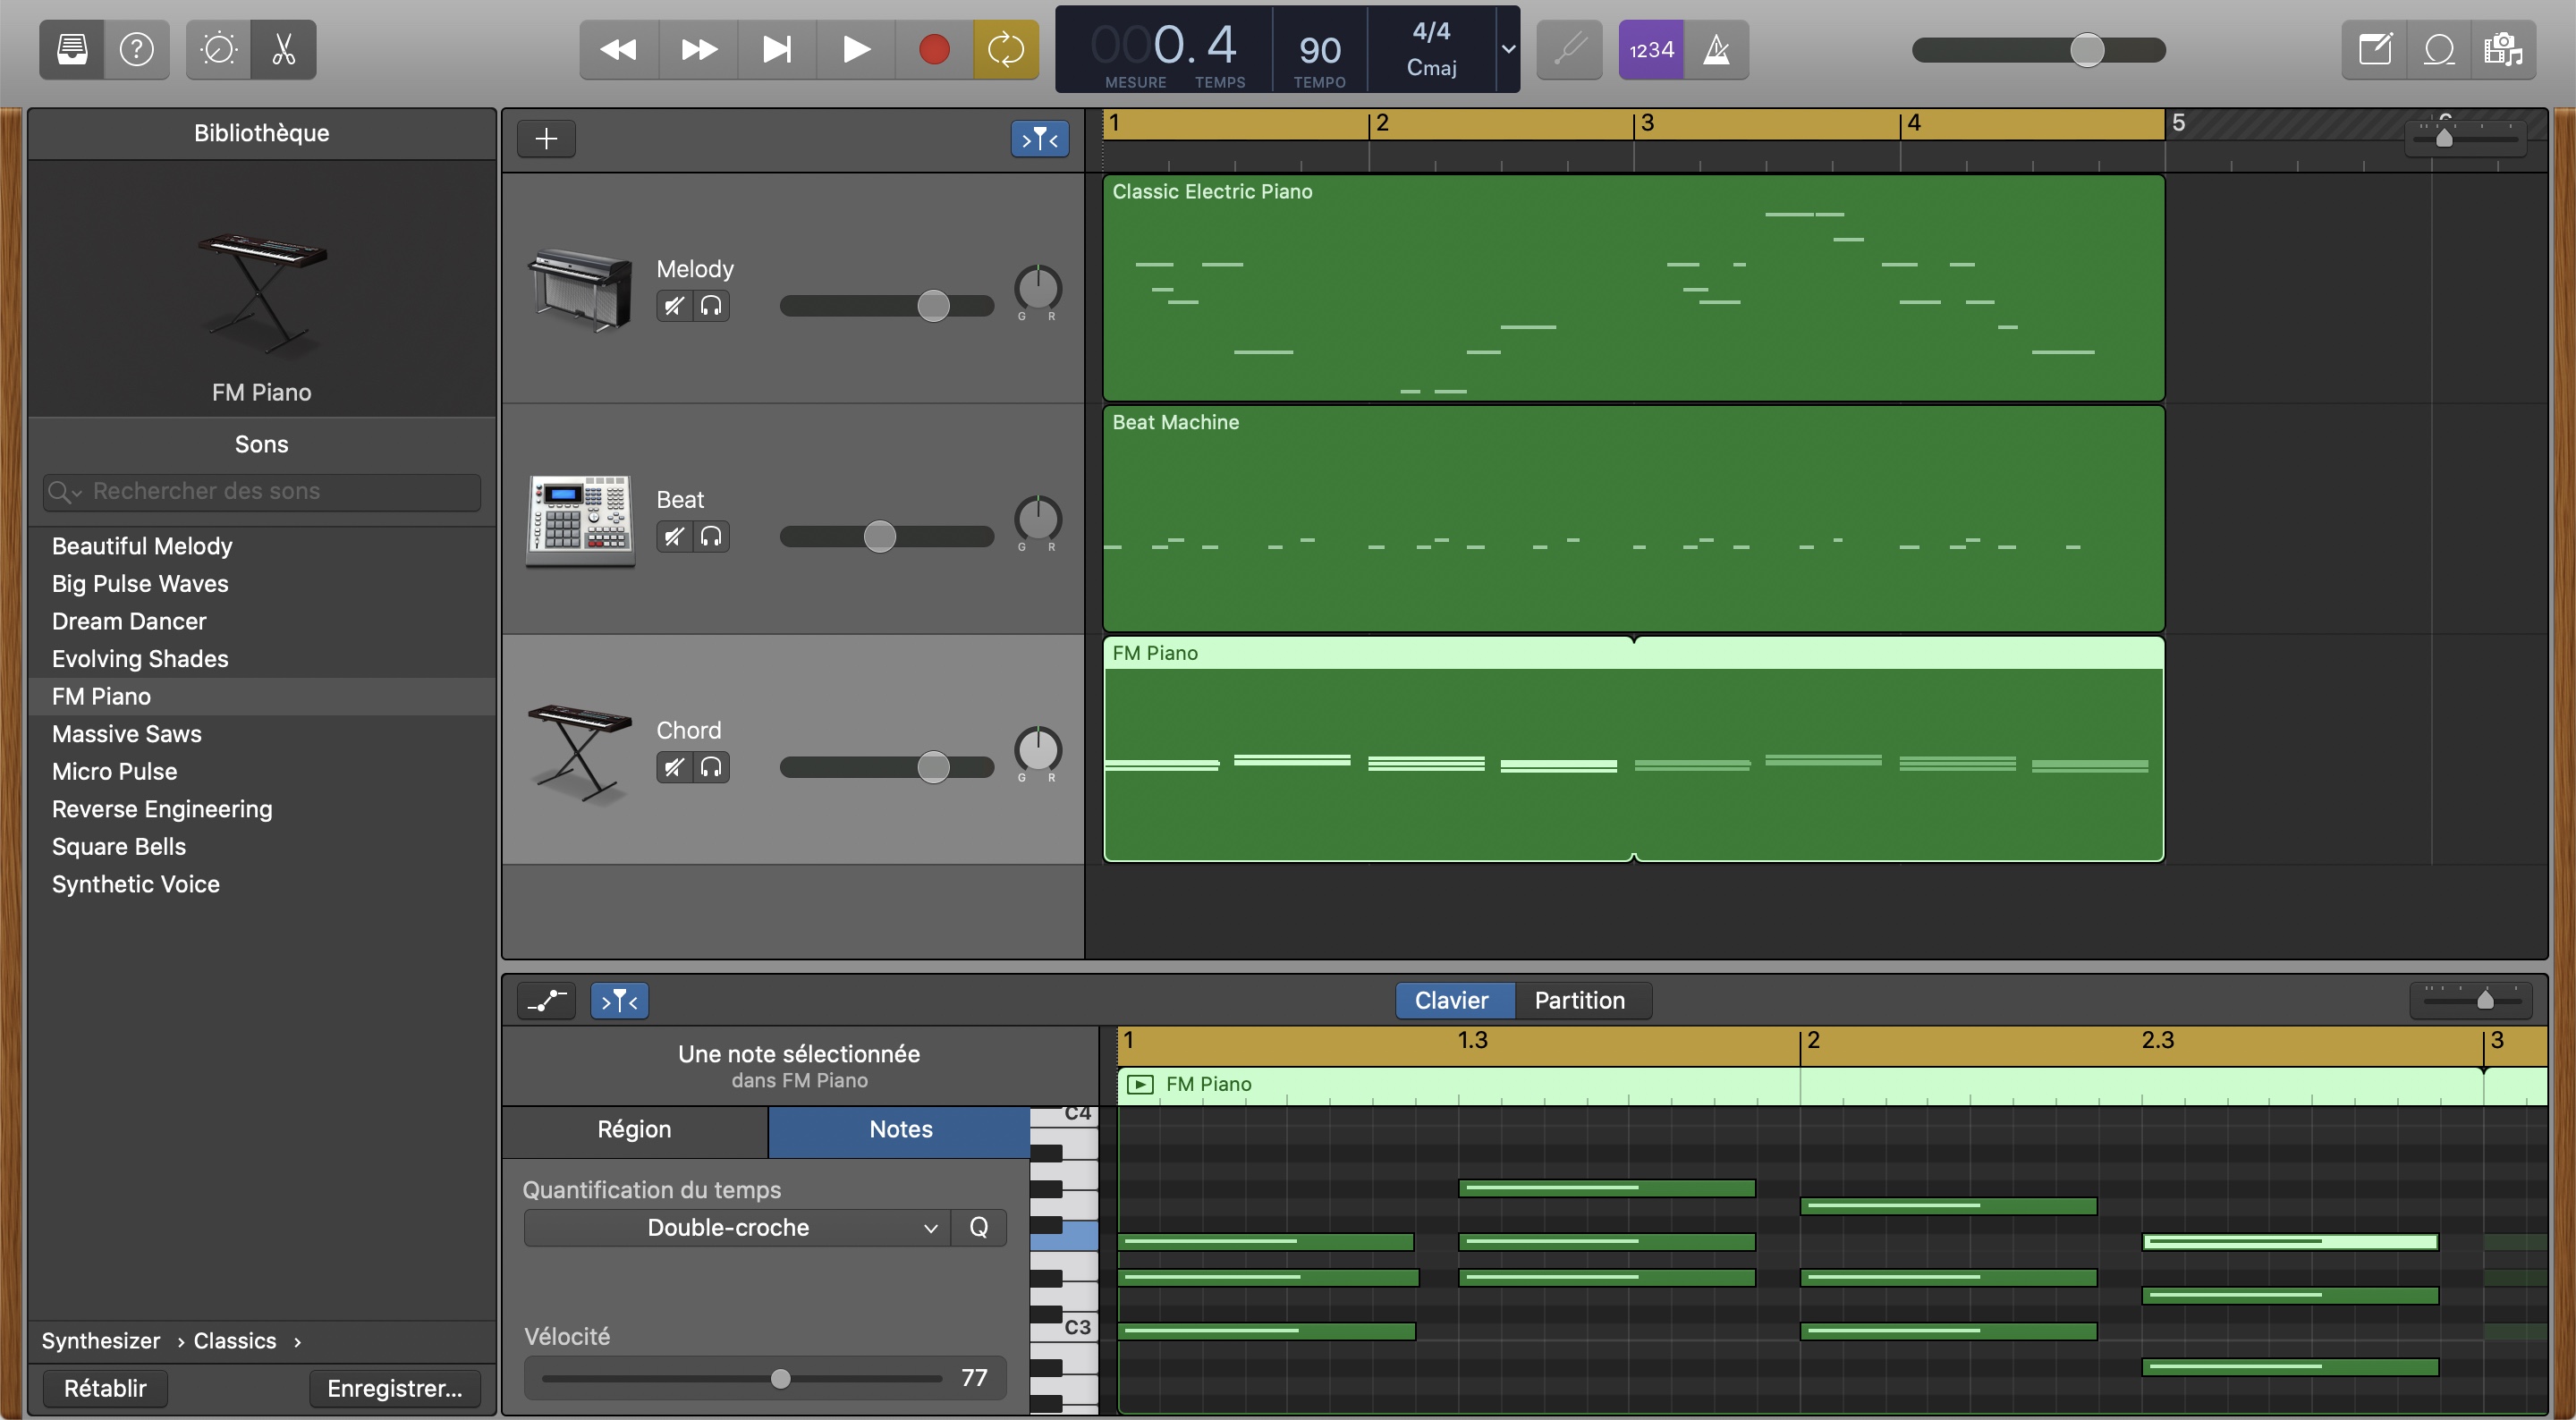 000.4
MESURE TEMPS
90
TEMPO
4/4
Cmaj
1234
Bibliothèque
FM Piano
Sons
Rechercher des sons
Beautiful Melody
Big Pulse Waves
Dream Dancer
Evolving Shades
FM Piano
Massive Saws
Micro Pulse
Reverse Engineering
Square Bells
Synthetic Voice
Synthesizer › Classics ›
Rétablir
Enregistrer...
1 2 3 4 5
Melody
G R
Classic Electric Piano
Beat
G R
Beat Machine
Chord
G R
FM Piano
Clavier
Partition
Une note sélectionnée
dans FM Piano
1 1.3 2 2.3 3
FM Piano
Région
Notes
C4
Quantification du temps
Double-croche
Q
C3
Vélocité
77